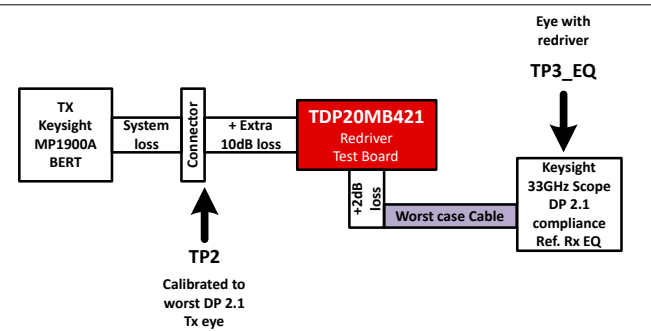 Eye with
redriver
TP3_EQ
TX
Keysight
MP1900A
BERT
System
loss
Connector
+ Extra
10dB loss
TDP20MB421
Redriver
Test Board
+2dB
loss
Worst case Cable
Keysight
33GHz Scope
DP 2.1
compliance
Ref. Rx EQ
TP2
Calibrated to
worst DP 2.1
Tx eye